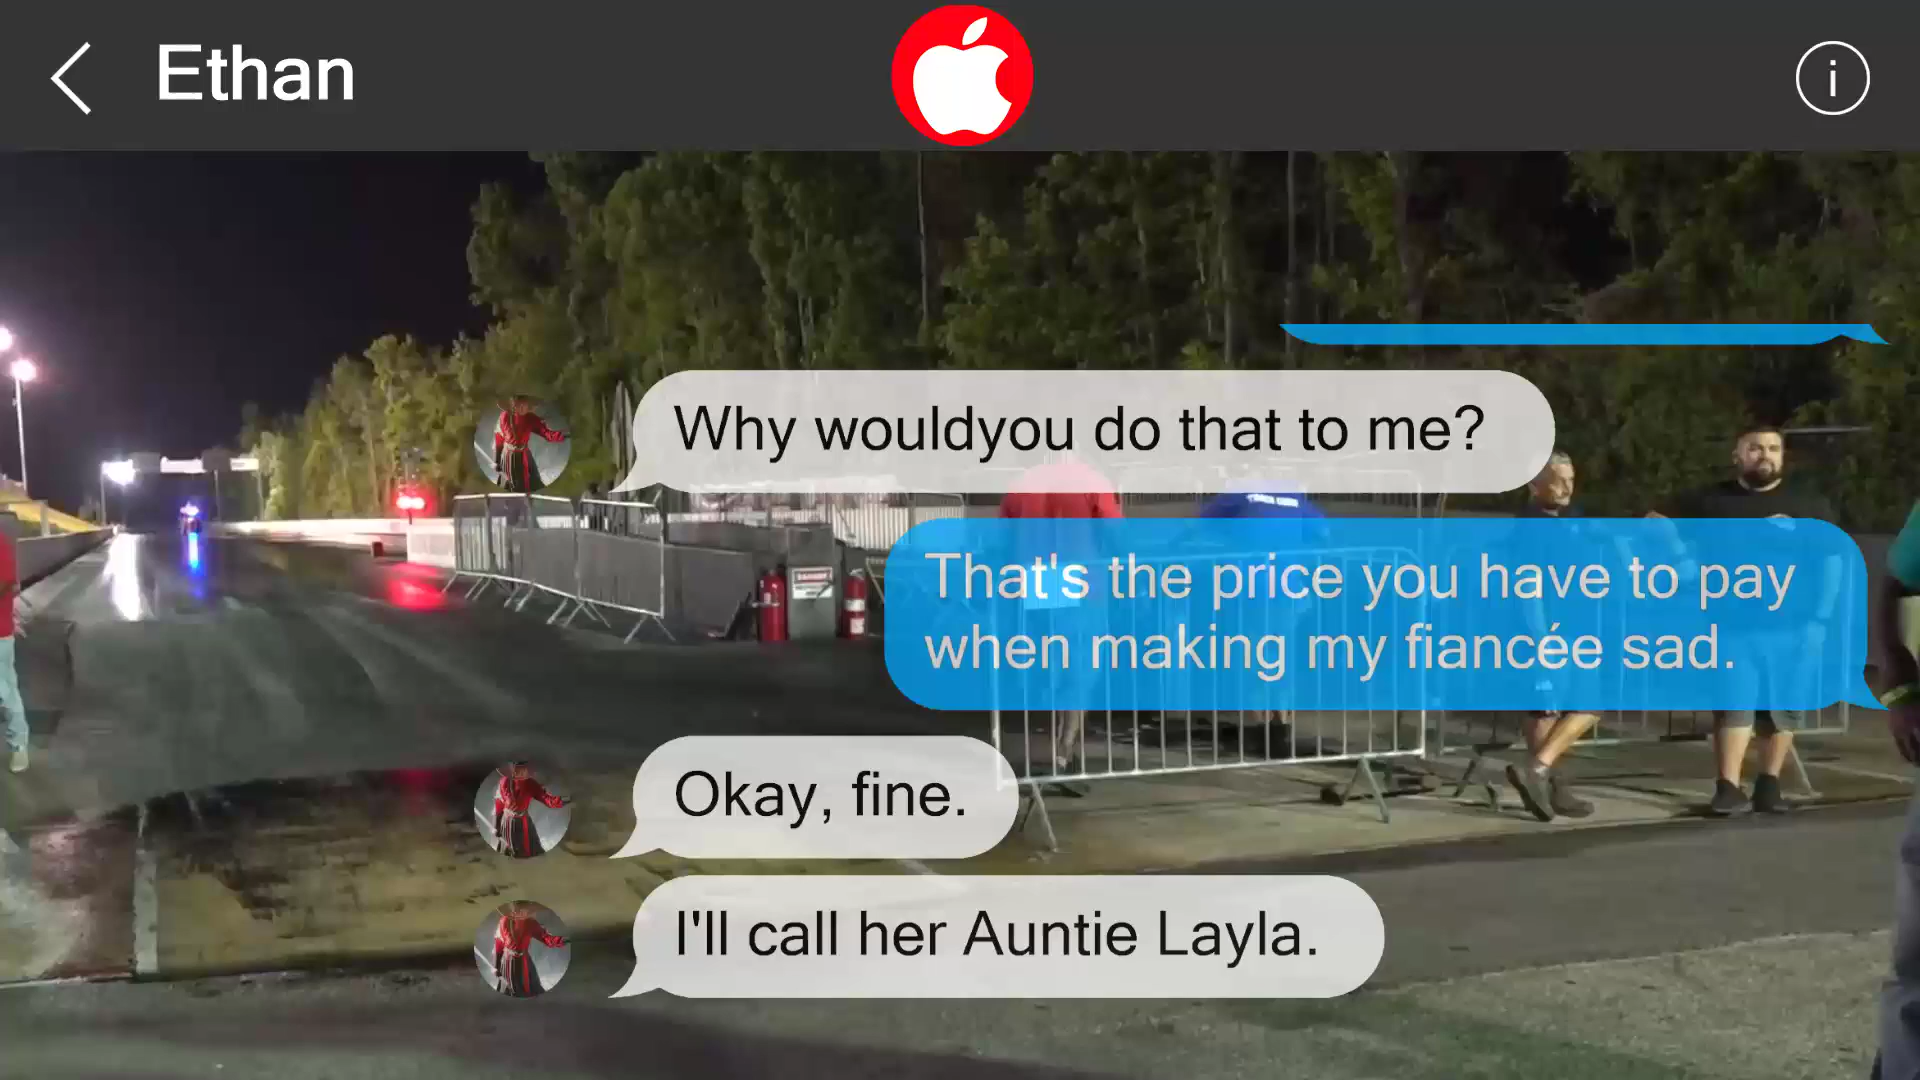 Ethan
Why wouldyou do that to me?
That's the price you have to pay
when making my fiancée sad.
Okay, fine.
I'll call her Auntie Layla.